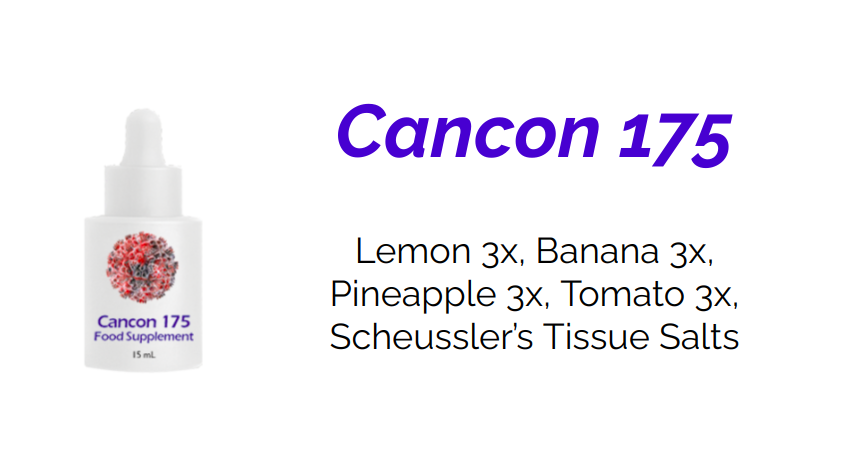 Cancon 175
Lemon 3x, Banana 3x,
Pineapple 3x, Tomato 3x,
Scheussler's Tissue Salts
Cancon 175
Food Supplement
15 mL